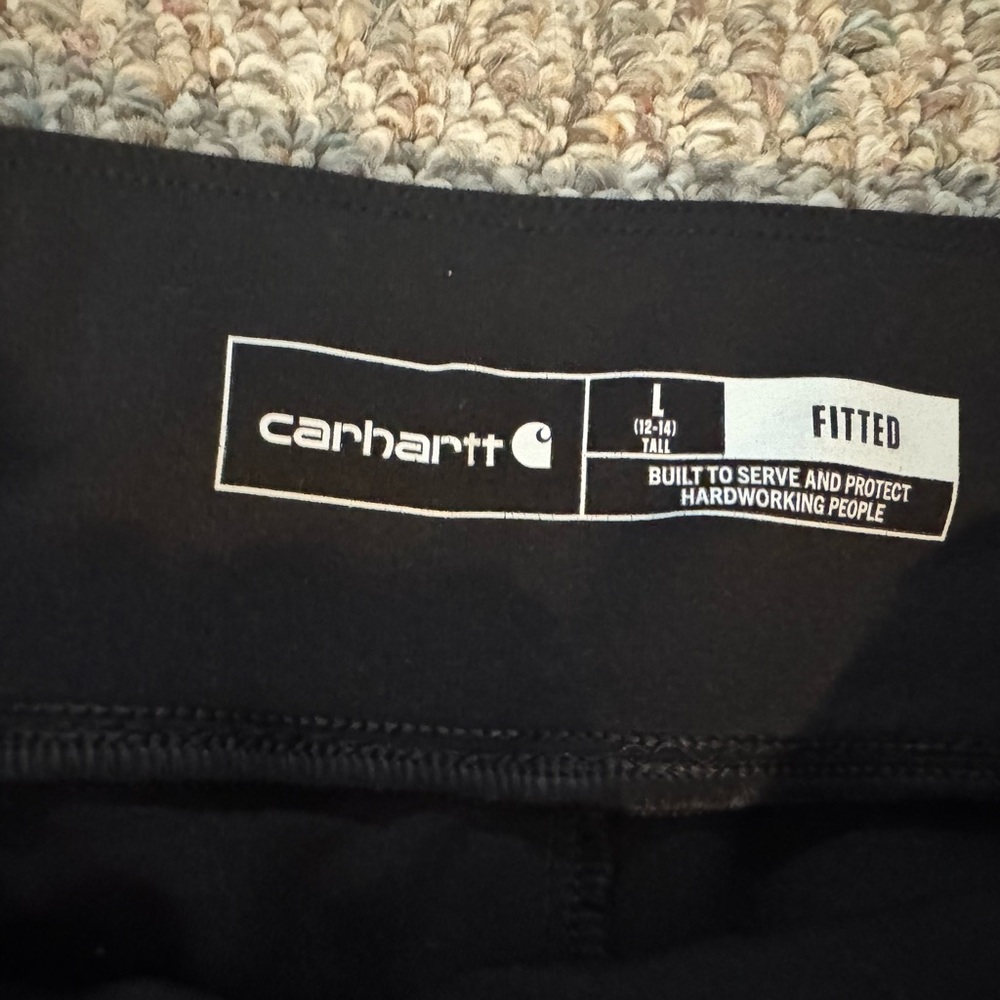 carhartt
L
(12-14)
TALL
FITTED
BUILT TO SERVE AND PROTECT
HARDWORKING PEOPLE